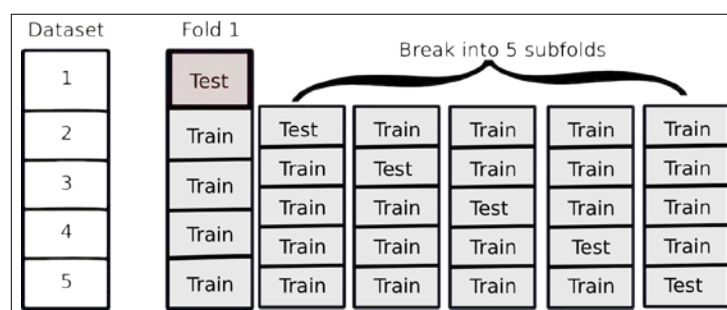 Dataset Fold 1
Break into 5 subfolds
1 Test
2 Train Test Train Train Train Train
3 Train Train Test Train Train Train
4 Train Train Train Test Train Train
Train Train Train Test Train
5 Train Train Train Train Train Test